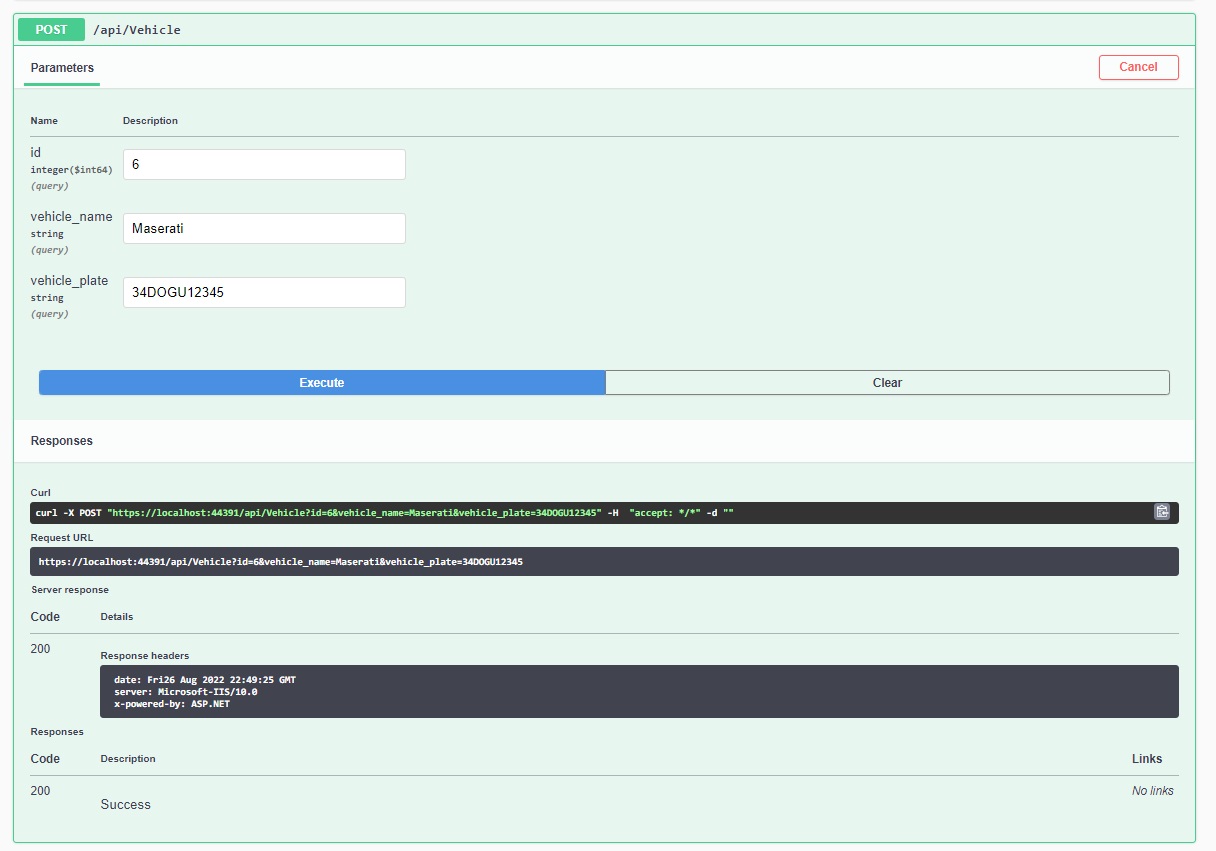 POST /api/Vehicle
Parameters
Cancel
Name Description
id
integer($int64)
(query)
6
vehicle_name
string
(query)
Maserati
vehicle_plate
string
(query)
34DOGU12345
Execute Clear
Responses
Curl
curl -X POST "https://localhost:44391/api/Vehicle?id=6&vehicle_name=Maserati&vehicle_plate=34DOGU12345" -H  "accept: */*" -d ""
Request URL
https://localhost:44391/api/Vehicle?id=6&vehicle_name=Maserati&vehicle_plate=34DOGU12345
Server response
Code Details
200
Response headers
date: Fri26 Aug 2022 22:49:25 GMT
server: Microsoft-IIS/10.0
x-powered-by: ASP.NET
Responses
Code Description Links
200
Success
No links